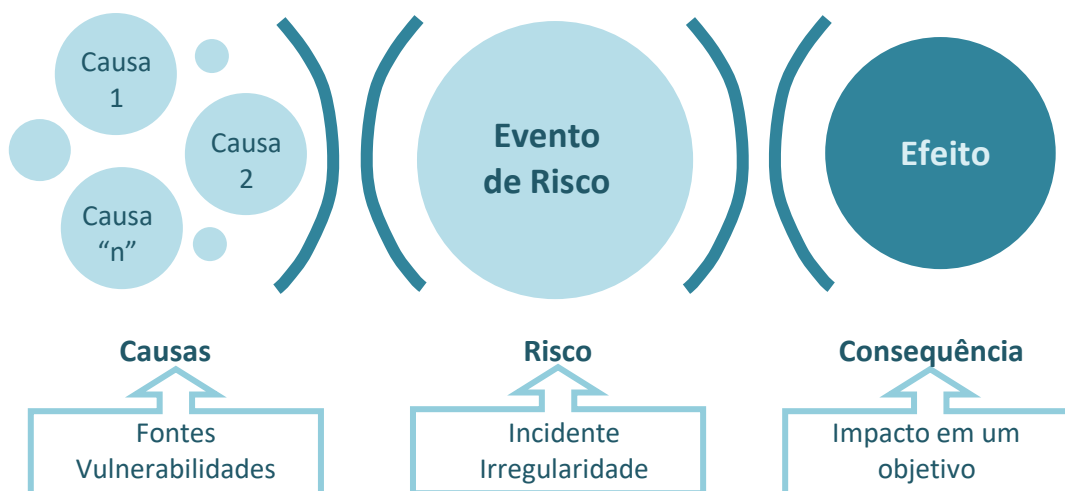 Causa
1
Causa
2
Causa
“n”
Evento
de Risco
Efeito
Causas
Risco
Consequência
Fontes
Vulnerabilidades
Incidente
Irregularidade
Impacto em um
objetivo